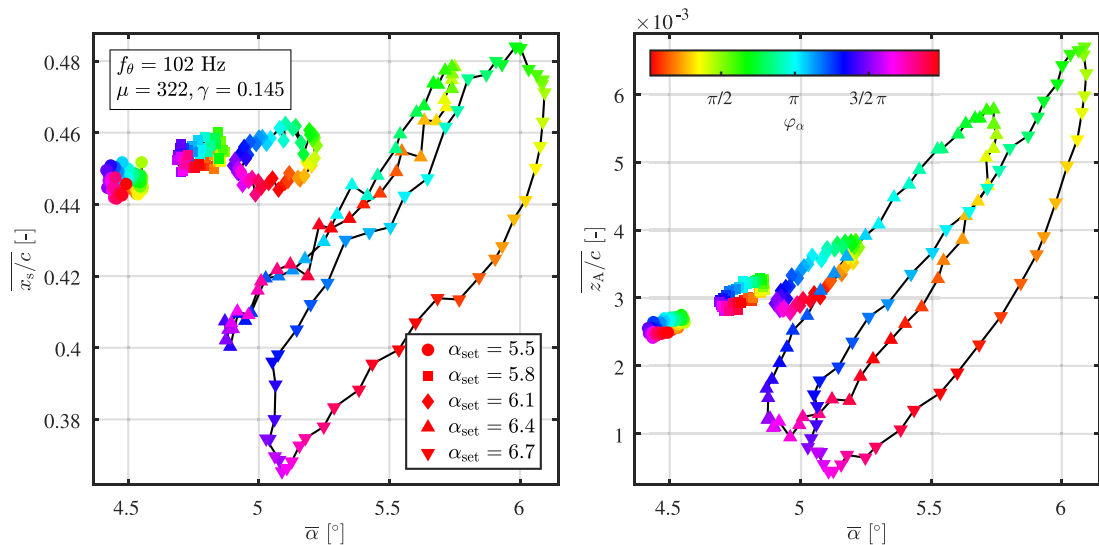 f_θ = 102 Hz
μ = 322, γ = 0.145
0.48
0.46
0.44
0.42
0.4
0.38
x_s/c [-]
4.5 5 5.5 6
α [°]
α_set = 5.5
α_set = 5.8
α_set = 6.1
α_set = 6.4
α_set = 6.7
×10⁻³
π/2 π 3/2 π
φ_α
6
5
4
3
2
1
z_A/c [-]
4.5 5 5.5 6
α [°]